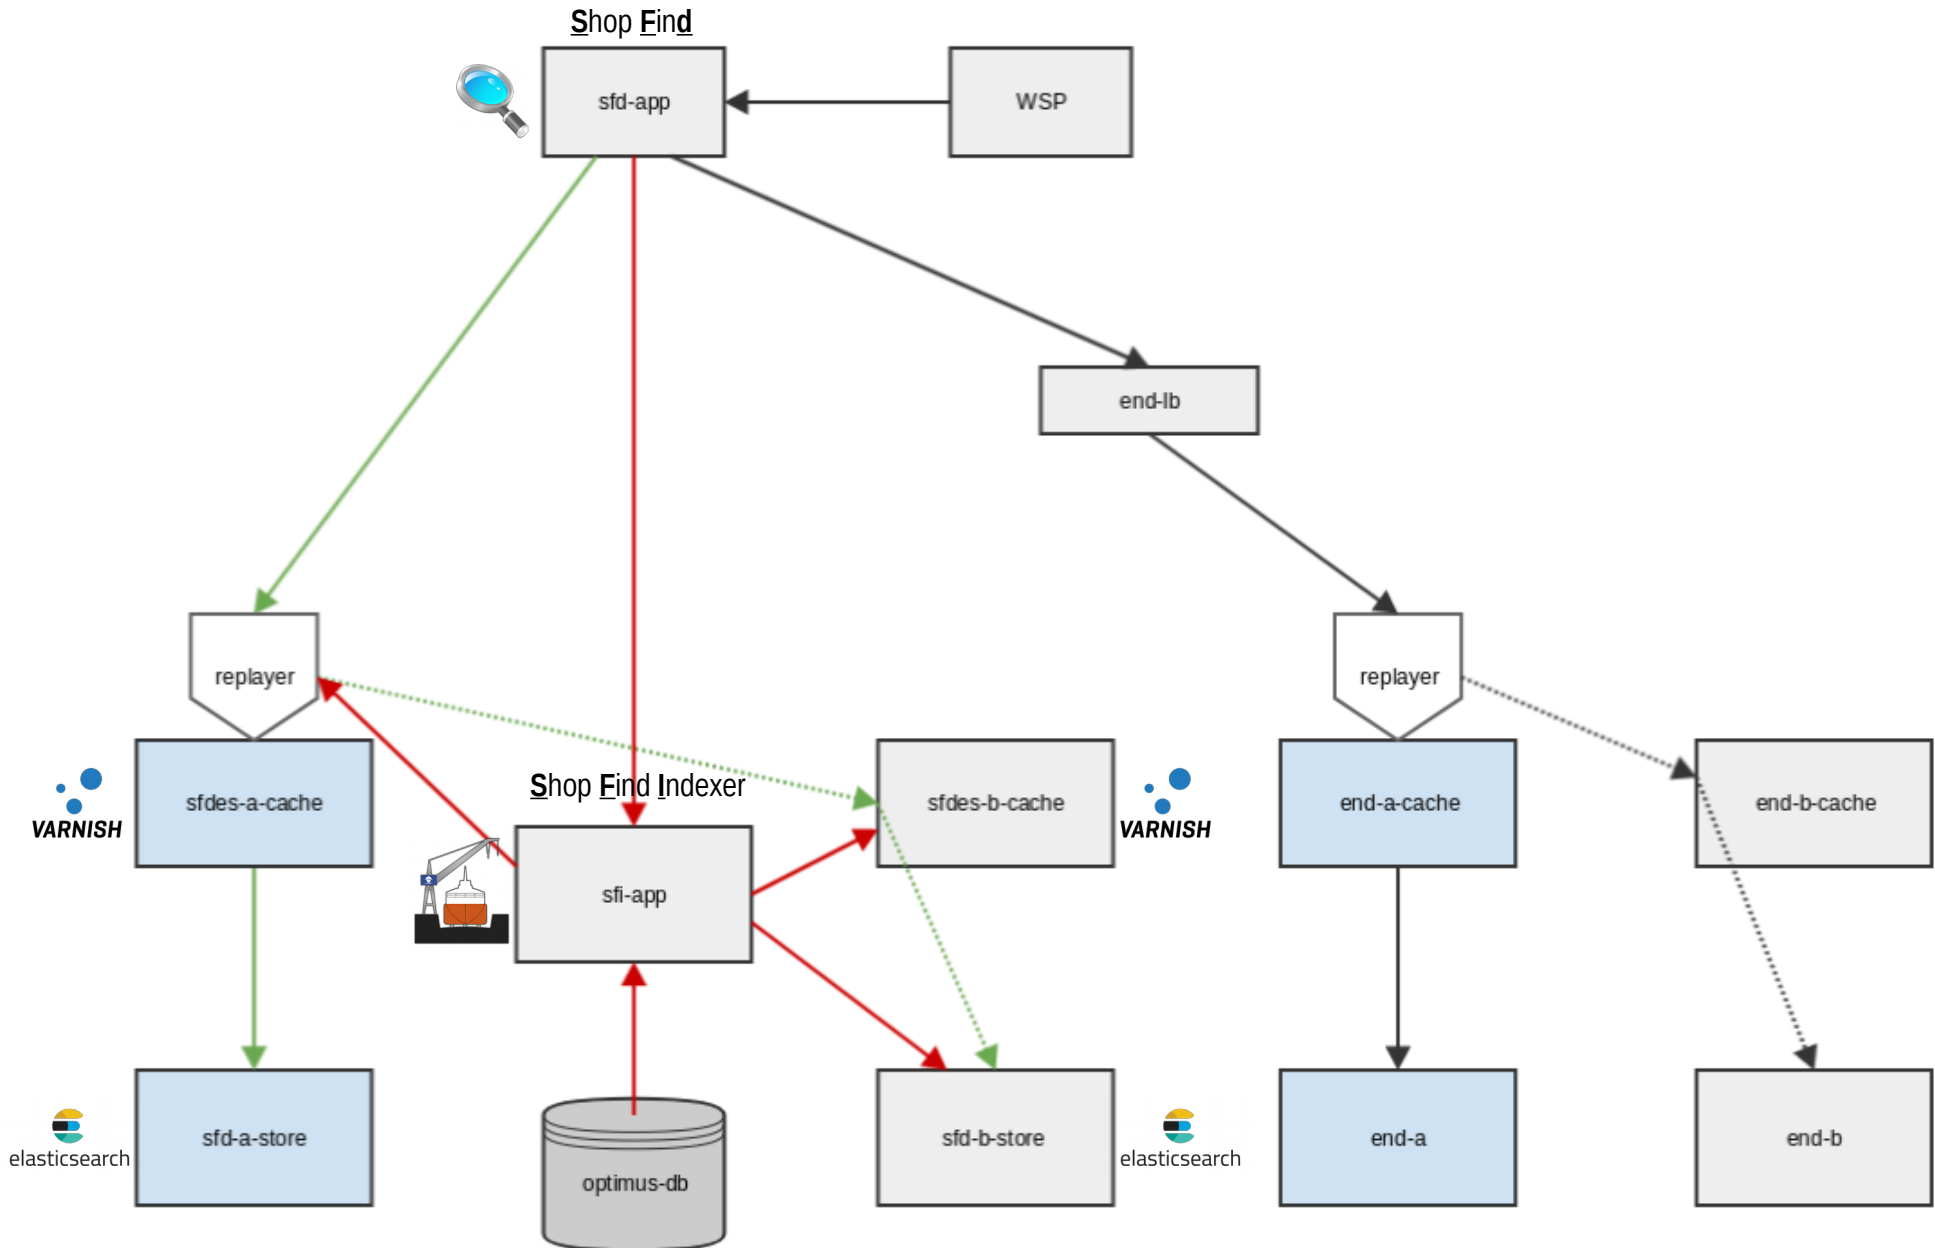 Shop Find
sfd-app
WSP
end-lb
replayer
replayer
sfdes-a-cache
VARNISH
Shop Find Indexer
sfdes-b-cache
VARNISH
end-a-cache
end-b-cache
sfi-app
sfd-a-store
elasticsearch
optimus-db
sfd-b-store
elasticsearch
end-a
end-b